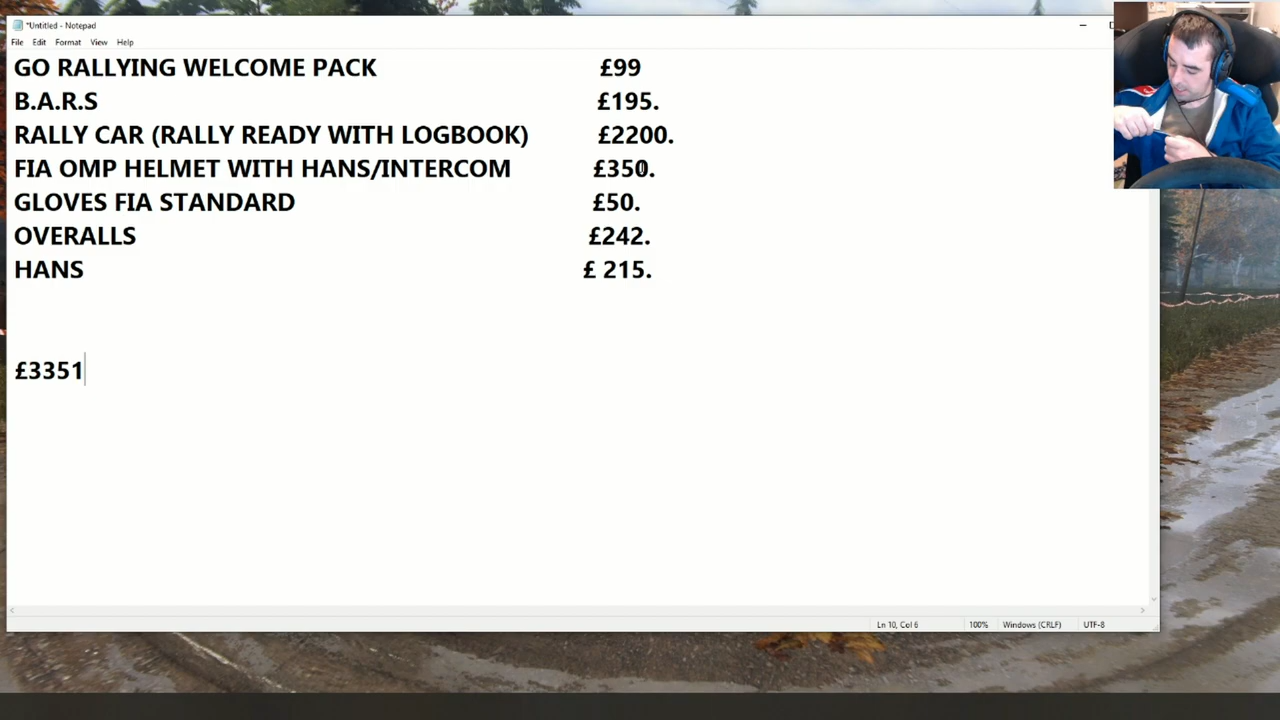 *Untitled - Notepad
File Edit Format View Help
GO RALLYING WELCOME PACK £99
B.A.R.S £195.
RALLY CAR (RALLY READY WITH LOGBOOK) £2200.
FIA OMP HELMET WITH HANS/INTERCOM £350.
GLOVES FIA STANDARD £50.
OVERALLS £242.
HANS £ 215.
£3351
Ln 10, Col 6 100% Windows (CRLF) UTF-8